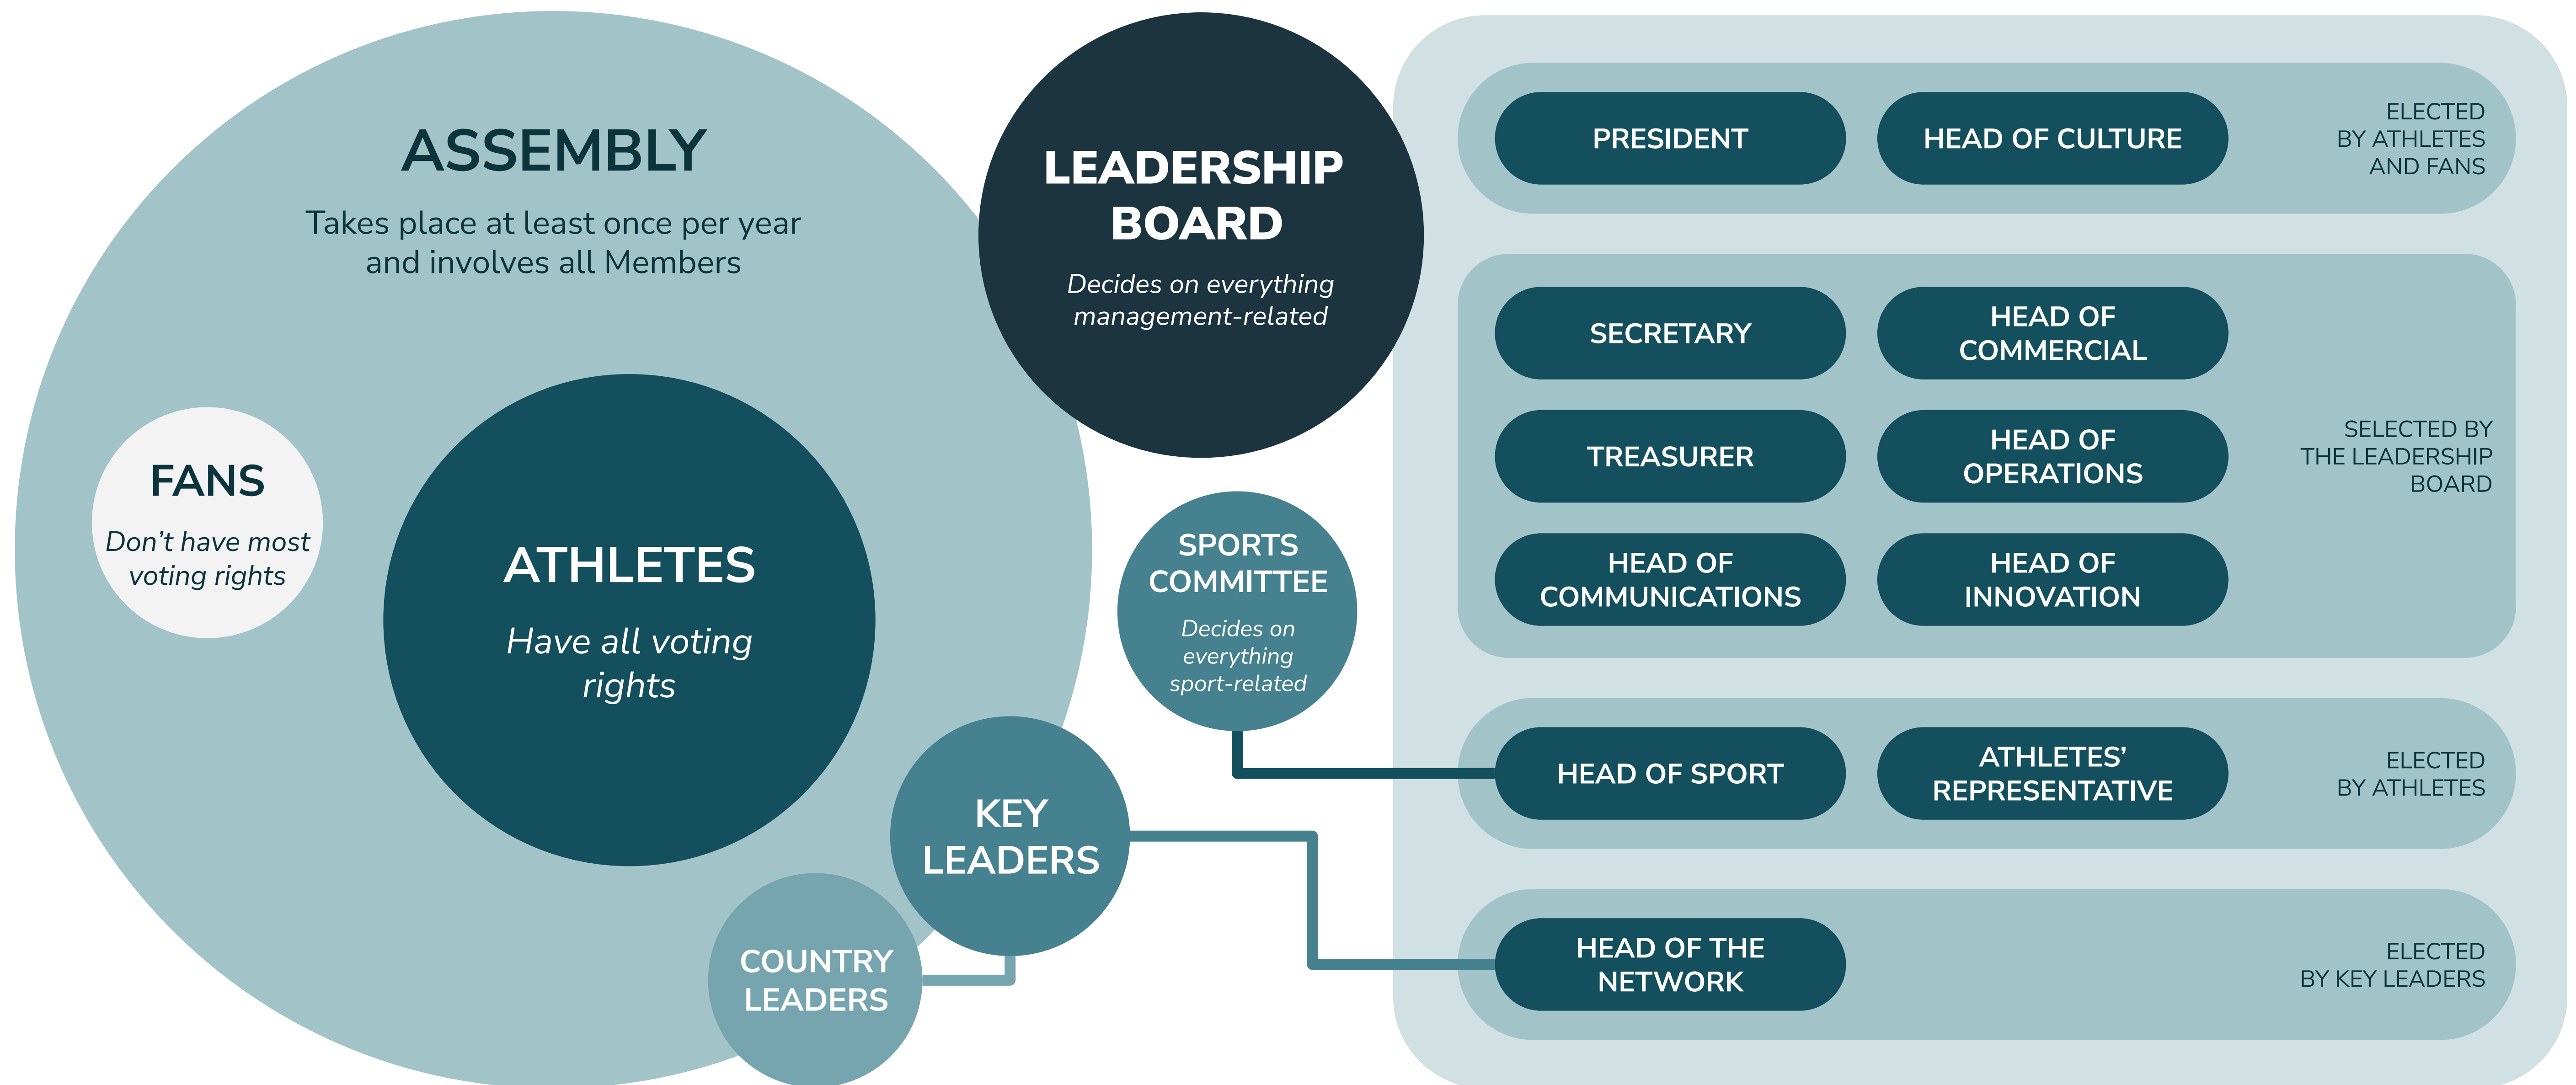 ASSEMBLY
Takes place at least once per year
and involves all Members
FANS
Don’t have most
voting rights
ATHLETES
Have all voting
rights
LEADERSHIP
BOARD
Decides on everything
management-related
SPORTS
COMMITTEE
Decides on
everything
sport-related
KEY
LEADERS
COUNTRY
LEADERS
PRESIDENT
HEAD OF CULTURE
ELECTED
BY ATHLETES
AND FANS
SECRETARY
HEAD OF
COMMERCIAL
TREASURER
HEAD OF
OPERATIONS
HEAD OF
COMMUNICATIONS
HEAD OF
INNOVATION
SELECTED BY
THE LEADERSHIP
BOARD
HEAD OF SPORT
ATHLETES’
REPRESENTATIVE
ELECTED
BY ATHLETES
HEAD OF THE
NETWORK
ELECTED
BY KEY LEADERS